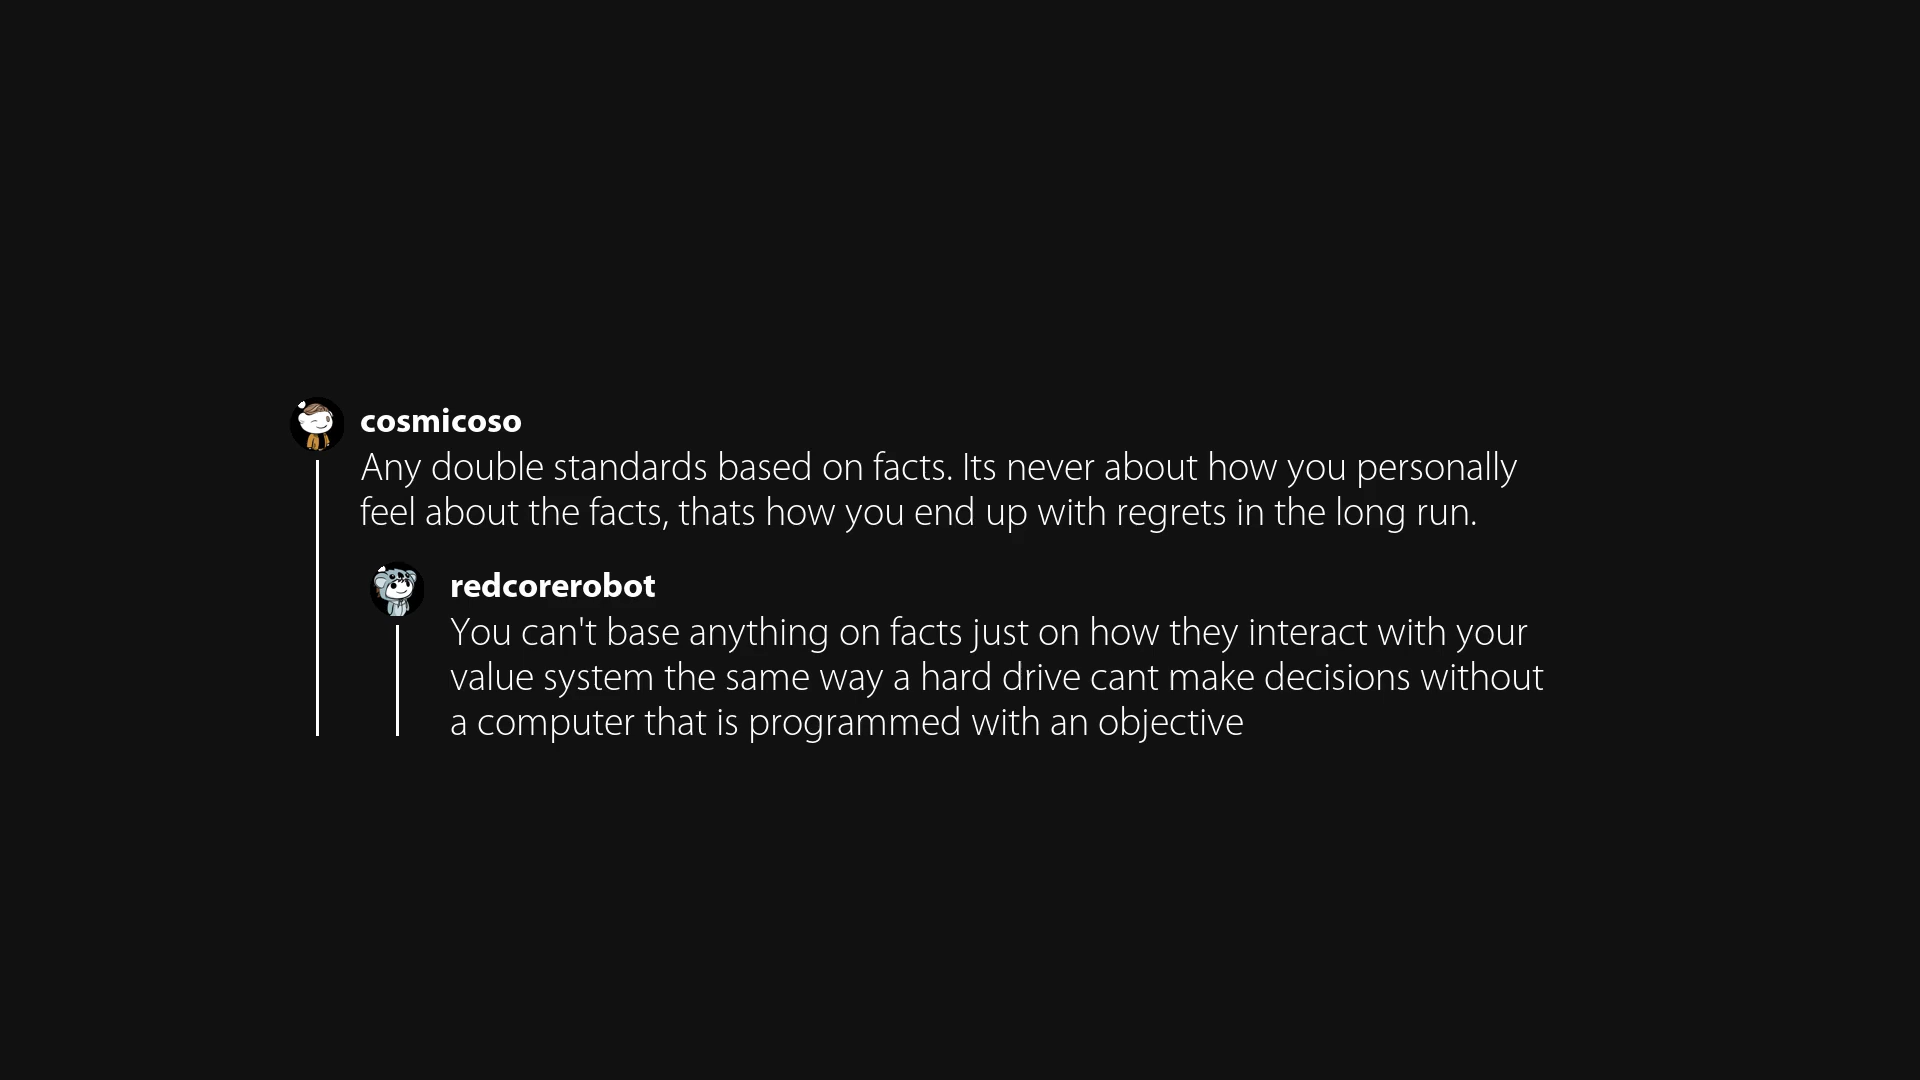 cosmicoso
Any double standards based on facts. Its never about how you personally
feel about the facts, thats how you end up with regrets in the long run.
redcorerobot
You can't base anything on facts just on how they interact with your
value system the same way a hard drive cant make decisions without
a computer that is programmed with an objective